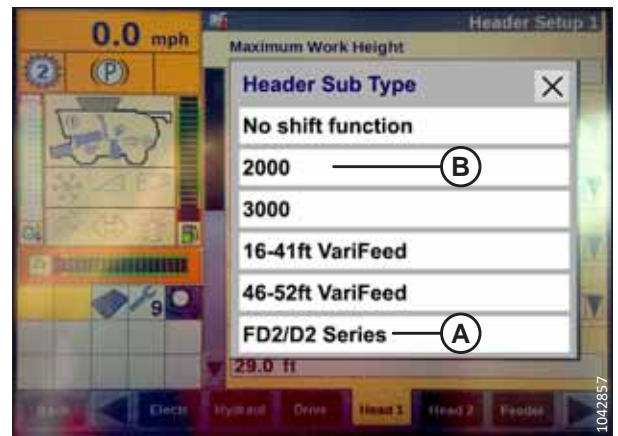 0.0 mph
Header Setup 1
Maximum Work Height
2
P
Header Sub Type
No shift function
2000
B
3000
16-41ft VariFeed
46-52ft VariFeed
9
FD2/D2 Series
A
29.0 ft
Back
Electr
Hydraul
Drive
Head 1
Head 2
Feeder
1042857